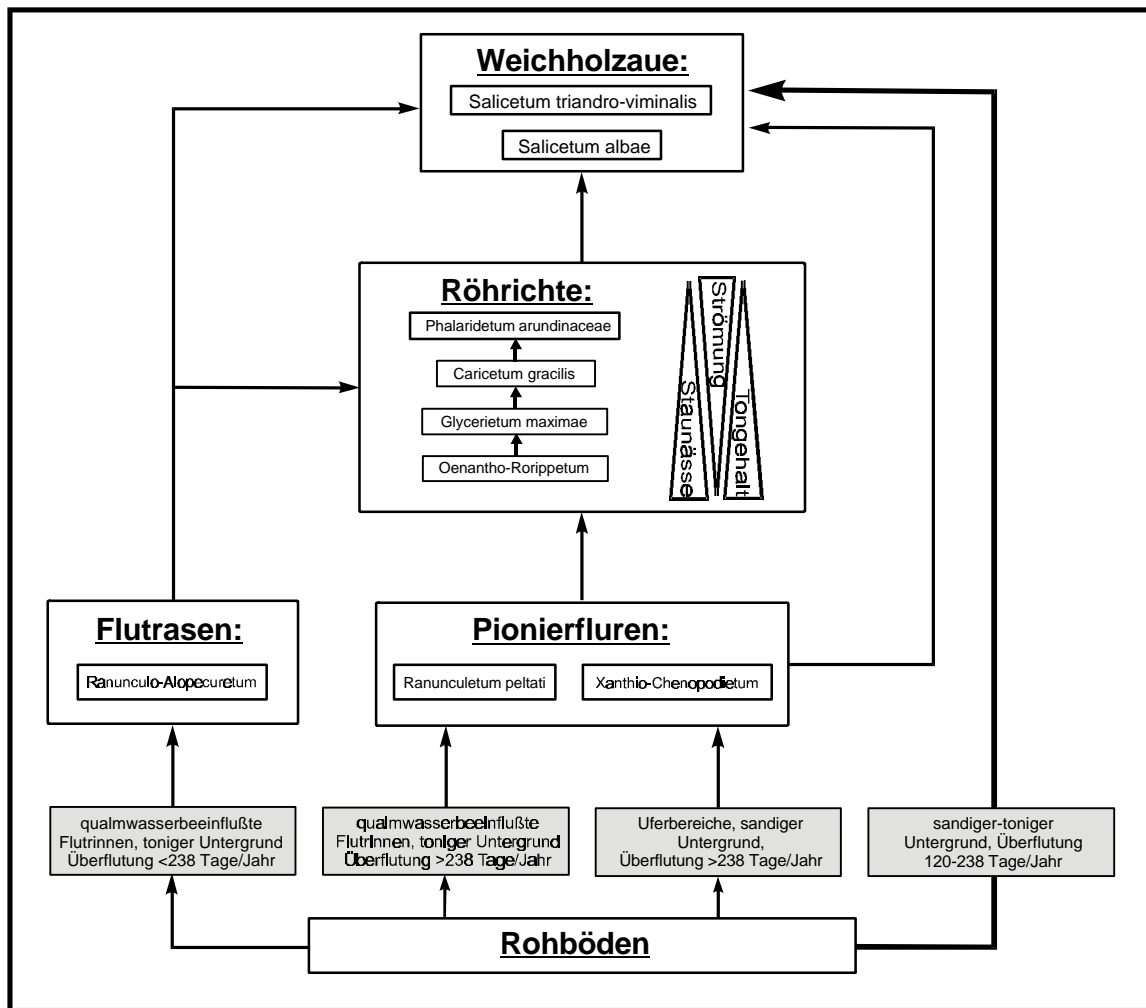 Weichholzaue:
Salicetum triandro-viminalis
Salicetum albae
Röhrichte:
Phalaridetum arundinaceae
Caricetum gracilis
Glycerietum maximae
Oenantho-Rorippetum
Staunässe
Strömung
Tongehalt
Flutrasen:
Ranunculo-Alopecuretum
Pionierfluren:
Ranunculetum peltati
Xanthio-Chenopodietum
qualmwasserbeeinflußte
Flutrinnen, toniger Untergrund
Überflutung <238 Tage/Jahr
qualmwasserbeeinflußte
Flutrinnen, toniger Untergrund
Überflutung >238 Tage/Jahr
Uferbereiche, sandiger
Untergrund,
Überflutung >238 Tage/Jahr
sandiger-toniger
Untergrund, Überflutung
120-238 Tage/Jahr
Rohböden